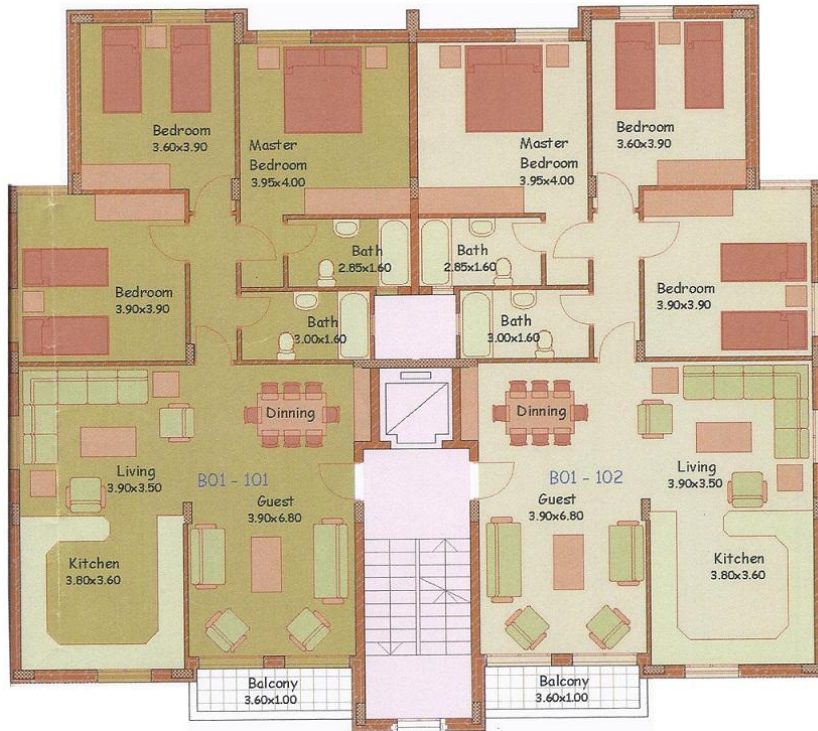 Bedroom
3.60x3.90
Master
Bedroom
3.95x4.00
Master
Bedroom
3.95x4.00
Bedroom
3.60x3.90
Bath
2.85x1.60
Bath
2.85x1.60
Bedroom
3.90x3.90
Bath
3.00x1.60
Bath
3.00x1.60
Bedroom
3.90x3.90
Dinning
Dinning
Living
3.90x3.50
B01 - 101
Guest
3.90x6.80
B01 - 102
Guest
3.90x6.80
Living
3.90x3.50
Kitchen
3.80x3.60
Kitchen
3.80x3.60
Balcony
3.60x1.00
Balcony
3.60x1.00